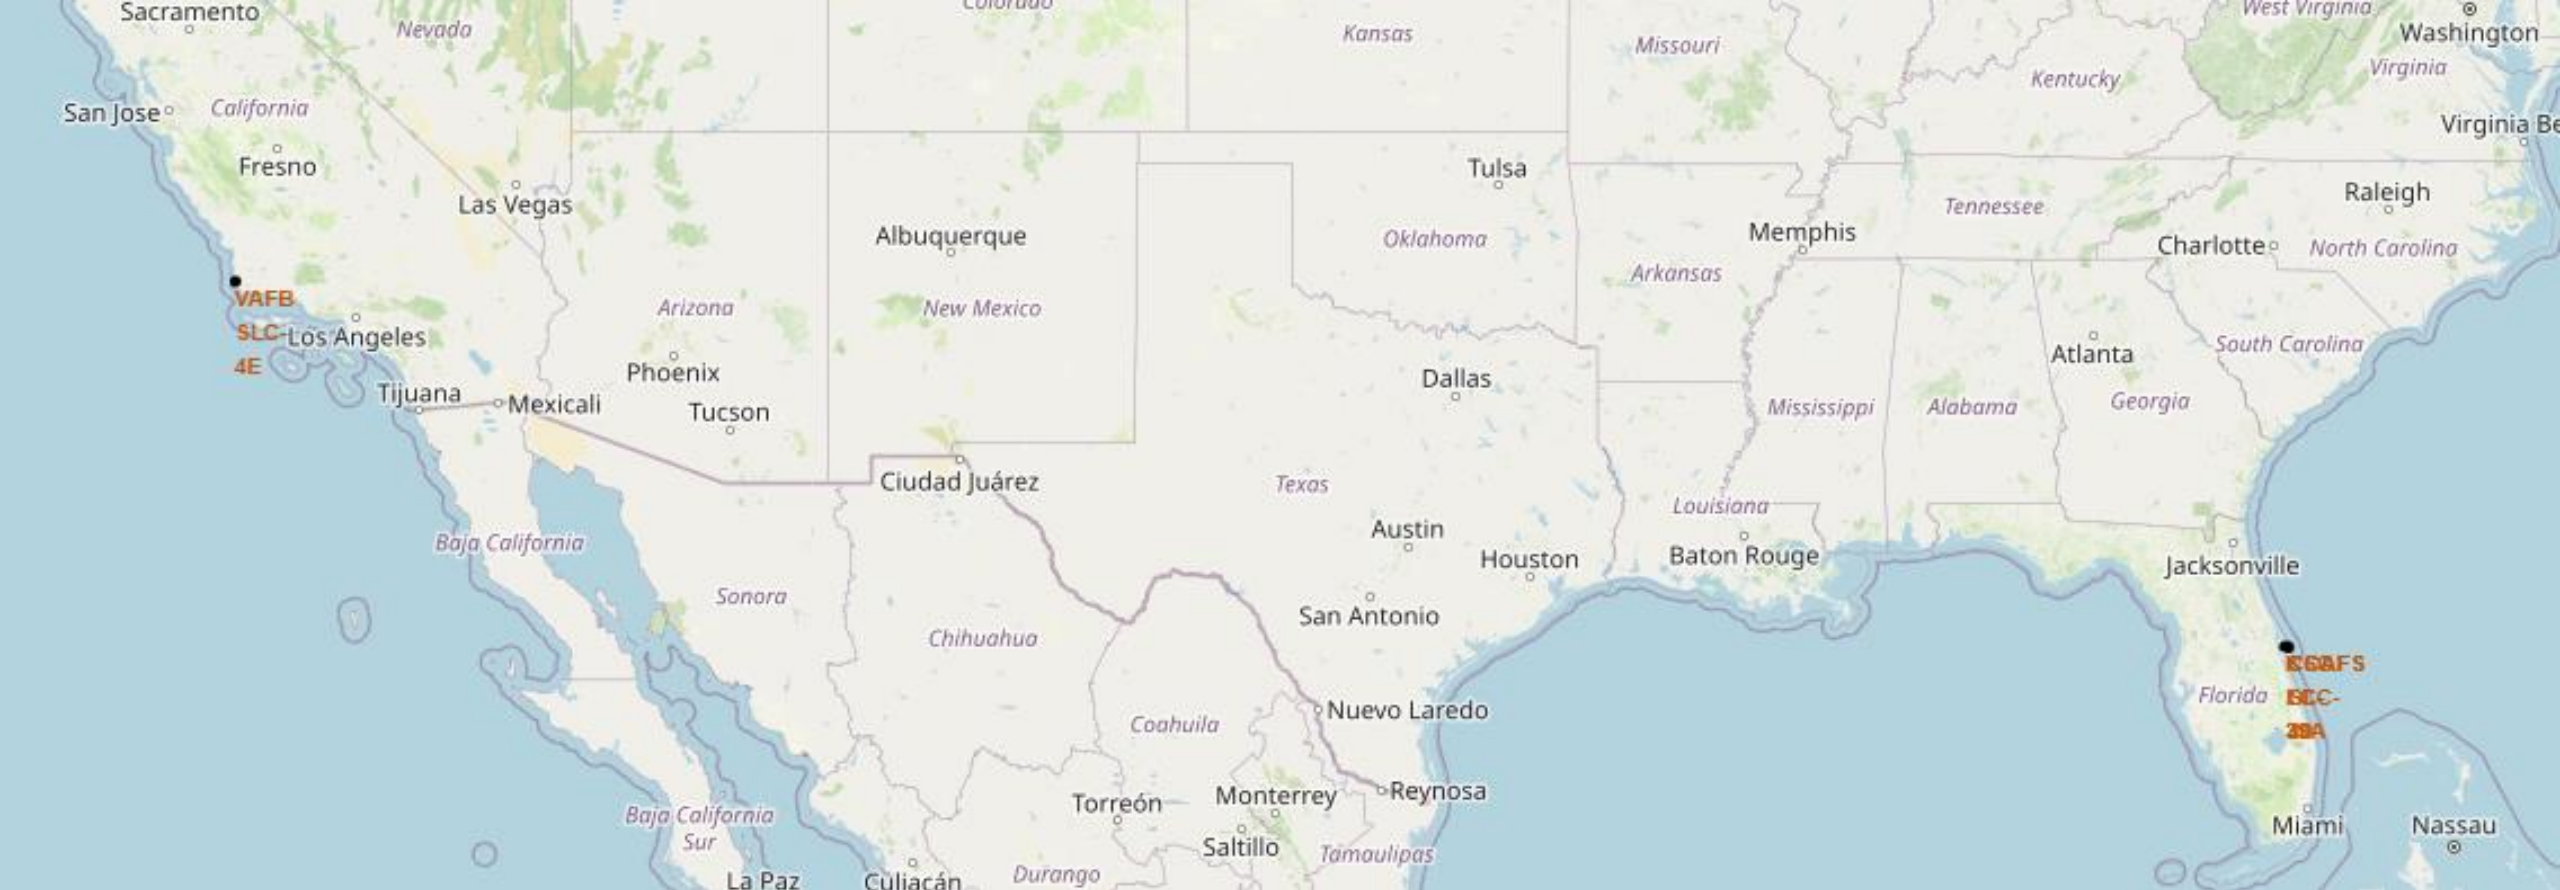 Sacramento
Nevada
Colorado
Kansas
Missouri
West Virginia
Washington
Kentucky
Virginia
San Jose
California
Virginia Be
Fresno
Tulsa
Las Vegas
Raleigh
Tennessee
Albuquerque
Oklahoma
Memphis
Charlotte
North Carolina
Arkansas
VAFB
SLC-
4E
Los Angeles
Arizona
New Mexico
South Carolina
Atlanta
Phoenix
Dallas
Tijuana
Mexicali
Tucson
Mississippi
Alabama
Georgia
Ciudad Juárez
Texas
Louisiana
Austin
Baja California
Houston
Baton Rouge
Jacksonville
Sonora
San Antonio
Chihuahua
Florida
Nuevo Laredo
Coahuila
Reynosa
Torreón
Monterrey
Baja California
Sur
Miami
Nassau
Saltillo
Tamaulipas
La Paz
Culiacán
Durango